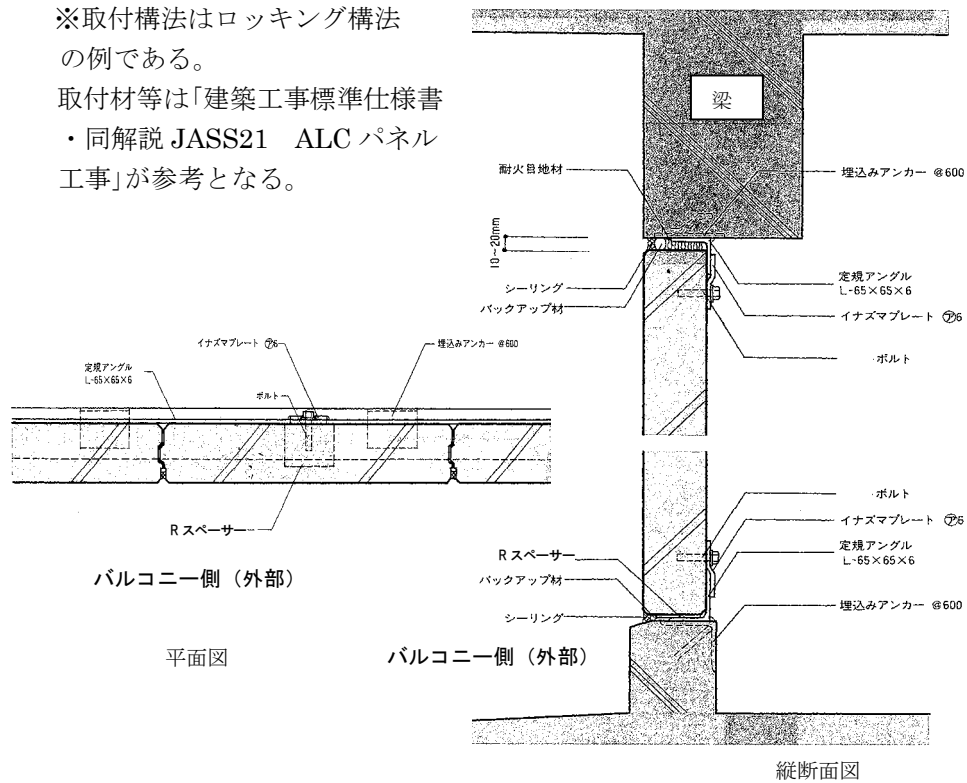 ※取付構法はロッキング構法
の例である。
取付材等は「建築工事標準仕様書
・同解説 JASS21　ALC パネル
工事」が参考となる。
梁
耐火目地材
埋込みアンカー @600
10～20mm
シーリング
バックアップ材
定規アングル
L-65×65×6
イナズマプレート ㋐6
ボルト
イナズマプレート ㋐6
埋込みアンカー @600
定規アングル
L-65×65×6
ボルト
Rスペーサー
バルコニー側（外部）
平面図
ボルト
イナズマプレート ㋐6
定規アングル
L-65×65×6
Rスペーサー
バックアップ材
シーリング
埋込みアンカー @600
バルコニー側（外部）
縦断面図